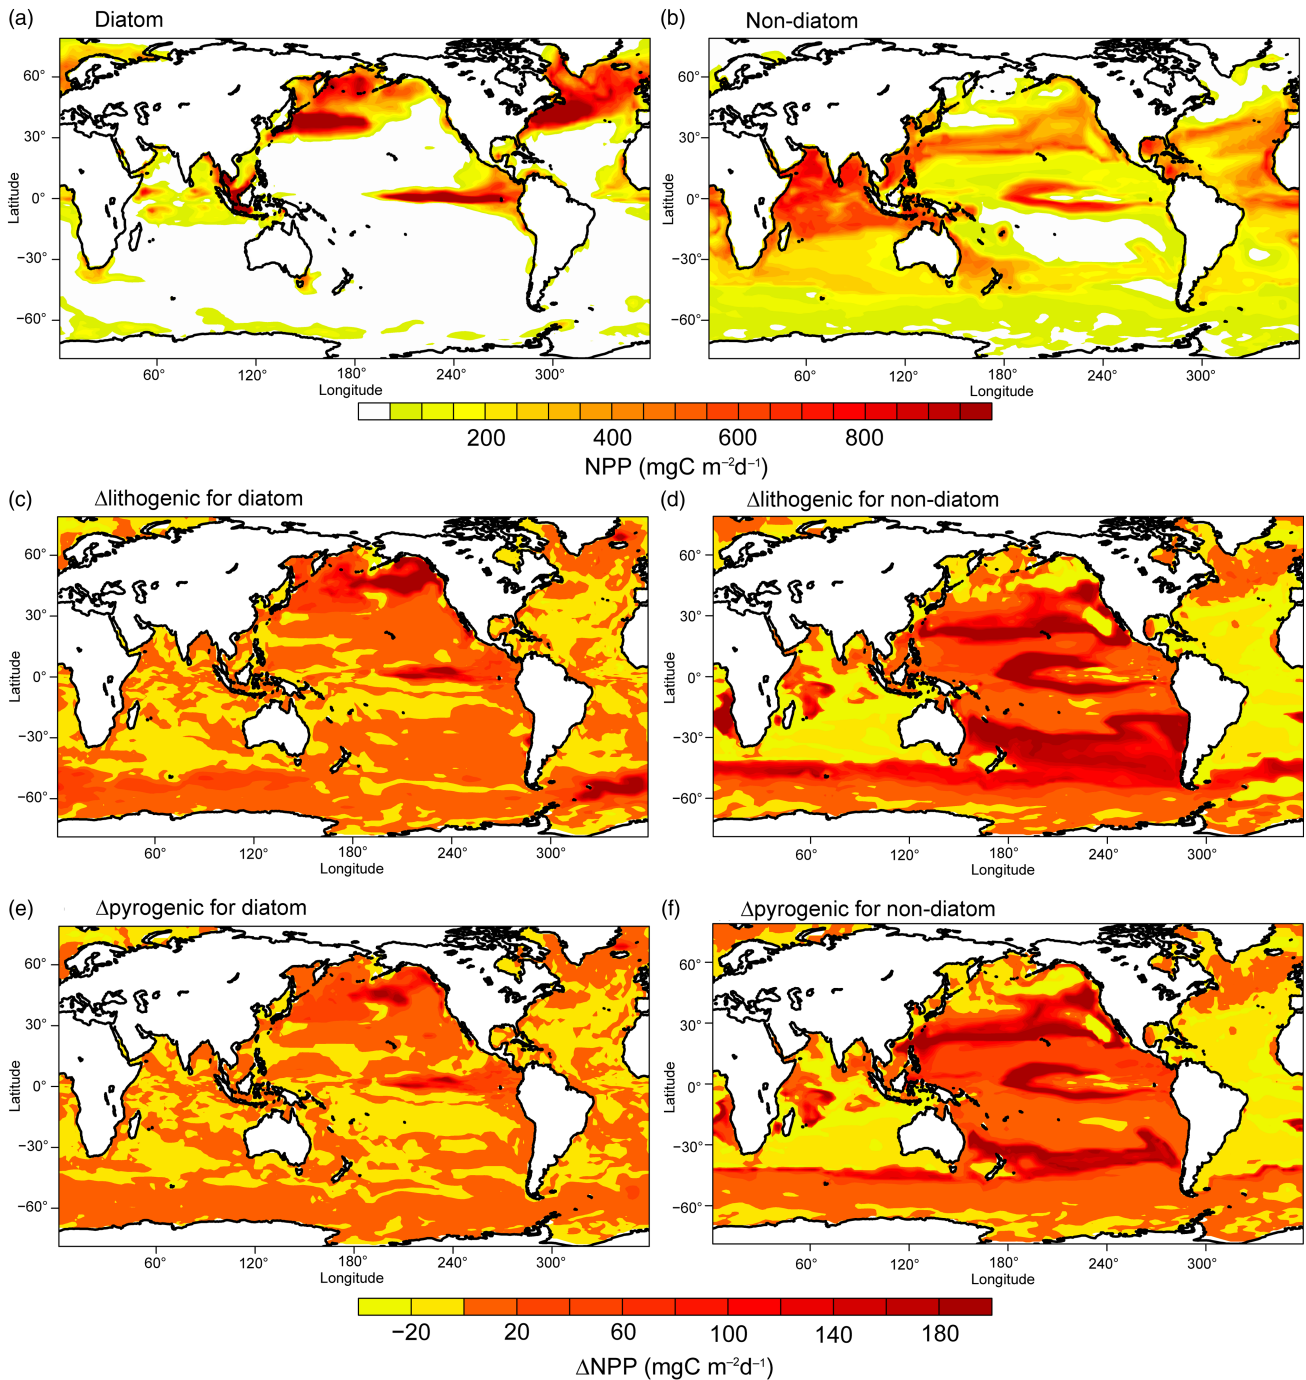 (a) Diatom
(b) Non-diatom
60°
30°
0°
−30°
−60°
Latitude
60° 120° 180° 240° 300°
Longitude
60°
30°
0°
−30°
−60°
Latitude
60° 120° 180° 240° 300°
Longitude
200 400 600 800
NPP (mgC m⁻²d⁻¹)
(c) Δlithogenic for diatom
(d) Δlithogenic for non-diatom
60°
30°
0°
−30°
−60°
Latitude
60° 120° 180° 240° 300°
Longitude
60°
30°
0°
−30°
−60°
Latitude
60° 120° 180° 240° 300°
Longitude
(e) Δpyrogenic for diatom
(f) Δpyrogenic for non-diatom
60°
30°
0°
−30°
−60°
Latitude
60° 120° 180° 240° 300°
Longitude
60°
30°
0°
−30°
−60°
Latitude
60° 120° 180° 240° 300°
Longitude
−20 20 60 100 140 180
ΔNPP (mgC m⁻²d⁻¹)